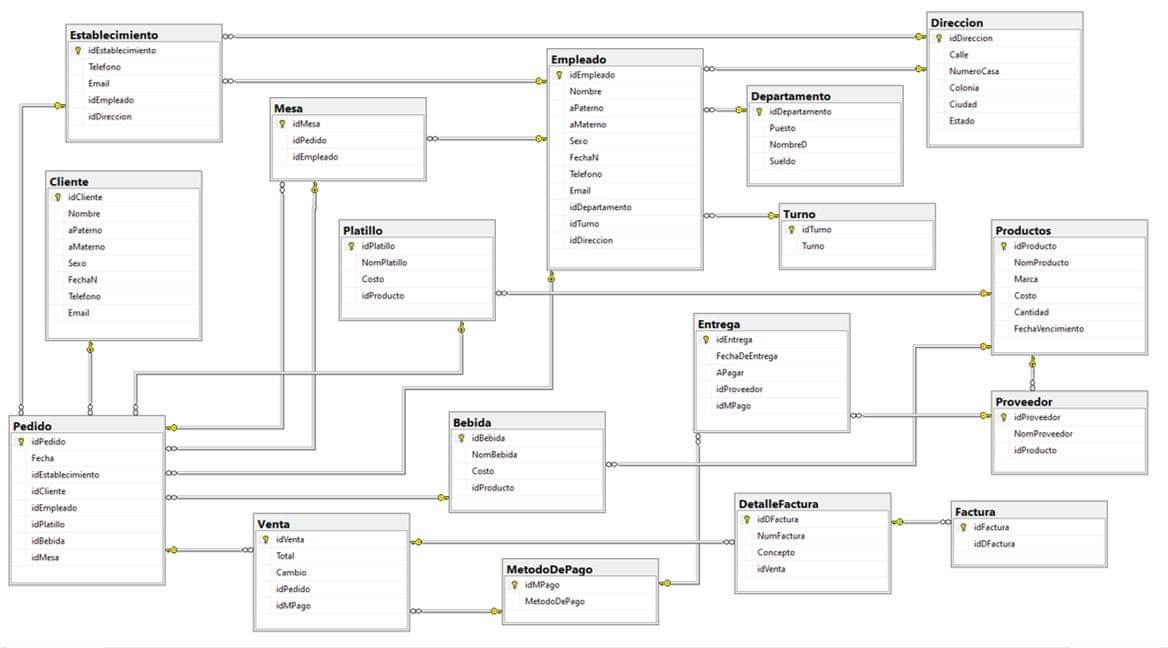 Establecimiento
idEstablecimiento
Telefono
Email
idEmpleado
idDireccion
Direccion
idDireccion
Calle
NumeroCasa
Colonia
Ciudad
Estado
Empleado
idEmpleado
Nombre
aPaterno
aMaterno
Sexo
FechaN
Telefono
Email
idDepartamento
idTurno
idDireccion
Departamento
idDepartamento
Puesto
NombreD
Sueldo
Mesa
idMesa
idPedido
idEmpleado
Cliente
idCliente
Nombre
aPaterno
aMaterno
Sexo
FechaN
Telefono
Email
Turno
idTurno
Turno
Platillo
idPlatillo
NomPlatillo
Costo
idProducto
Productos
idProducto
NomProducto
Marca
Costo
Cantidad
FechaVencimiento
Entrega
idEntrega
FechaDeEntrega
APagar
idProveedor
idMPago
Proveedor
idProveedor
NomProveedor
idProducto
Pedido
idPedido
Fecha
idEstablecimiento
idCliente
idEmpleado
idPlatillo
idBebida
idMesa
Bebida
idBebida
NomBebida
Costo
idProducto
Venta
idVenta
Total
Cambio
idPedido
idMPago
DetalleFactura
idDFactura
NumFactura
Concepto
idVenta
Factura
idFactura
idDFactura
MetodoDePago
idMPago
MetodoDePago